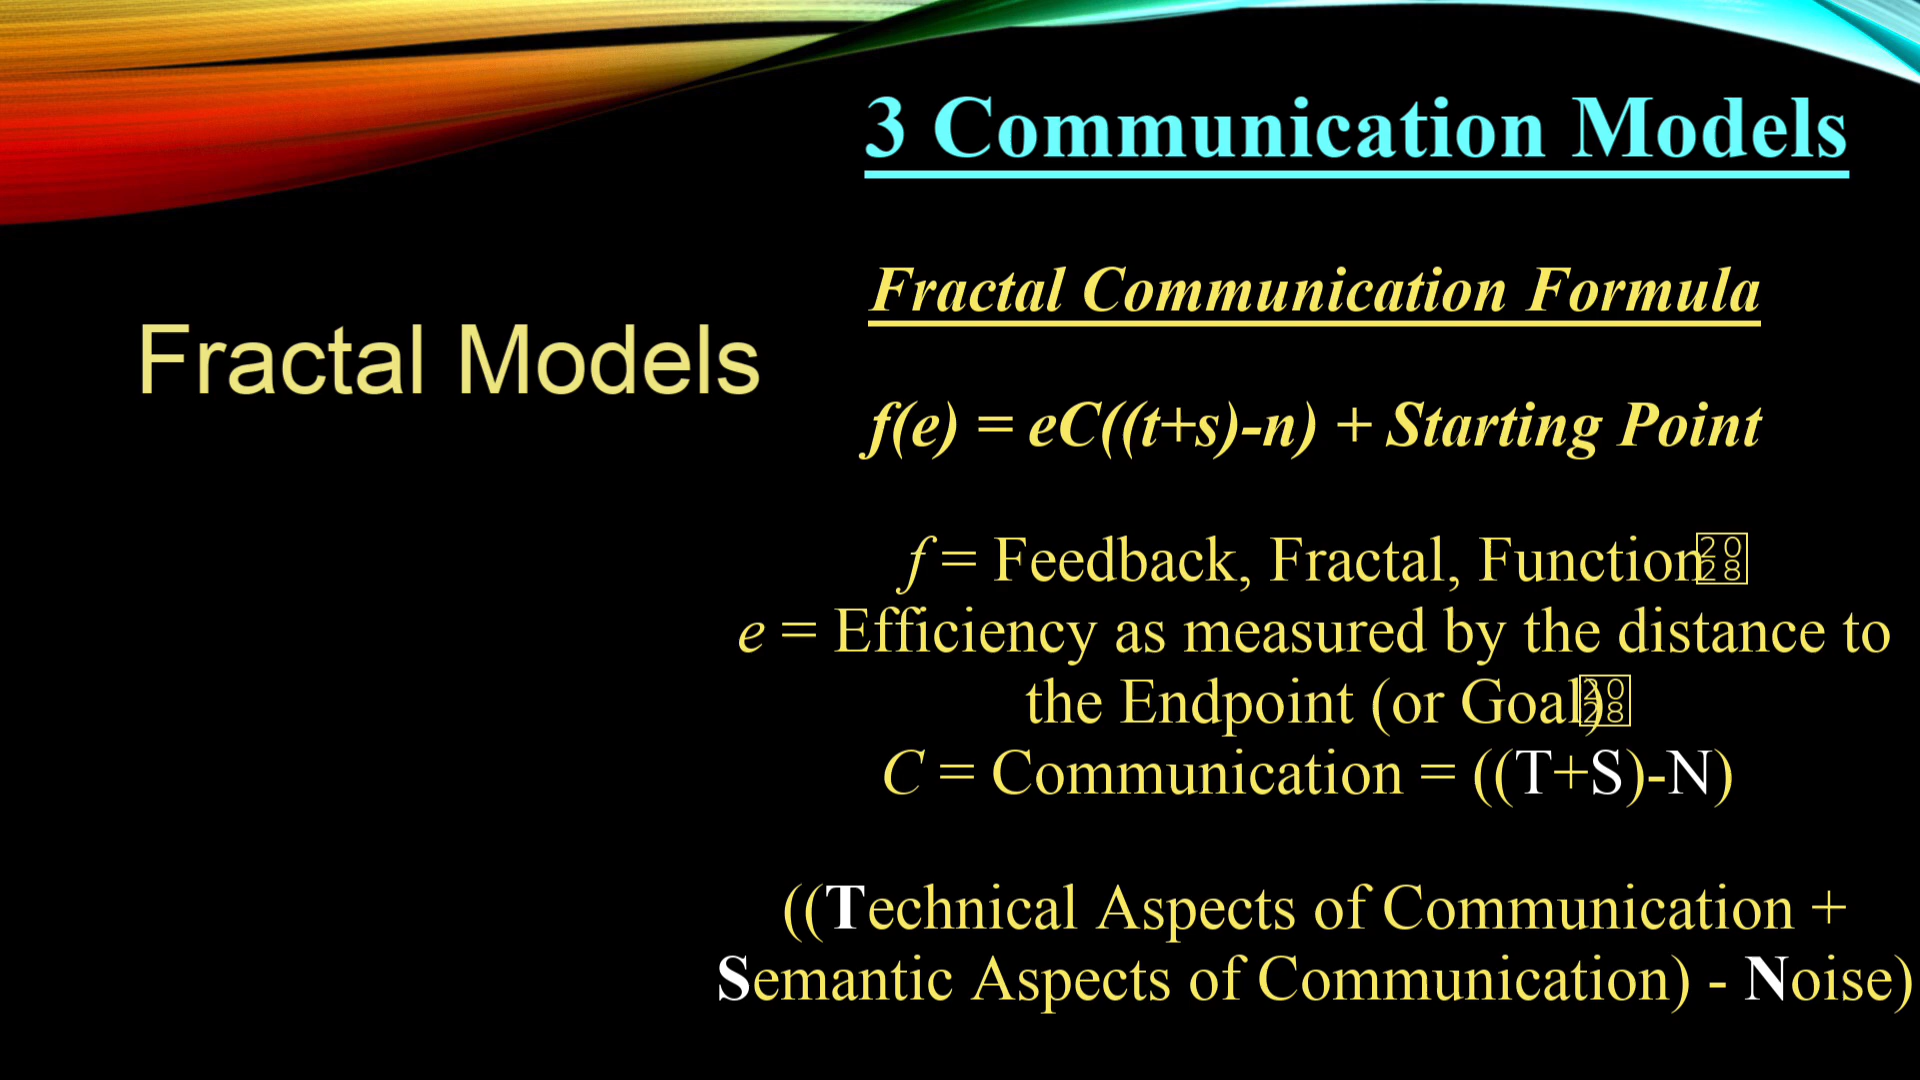 3 Communication Models
Fractal Models
Fractal Communication Formula
f(e) = eC((t+s)-n) + Starting Point
f = Feedback, Fractal, Function
e = Efficiency as measured by the distance to
the Endpoint (or Goal)
C = Communication = ((T+S)-N)
((Technical Aspects of Communication +
Semantic Aspects of Communication) - Noise)